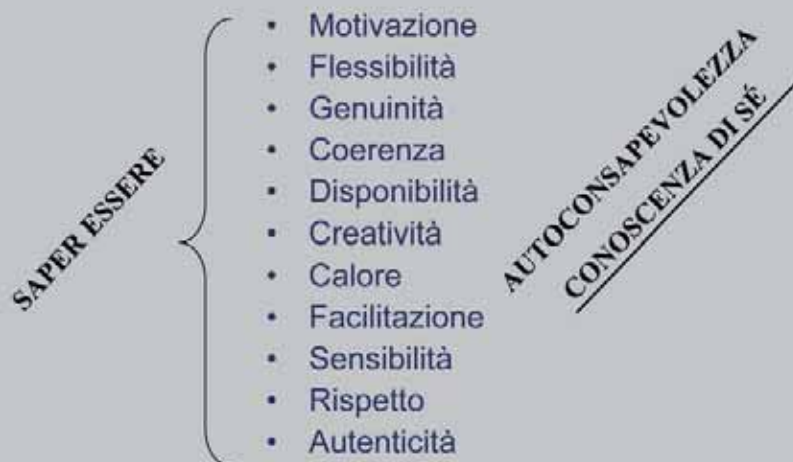 SAPER ESSERE
• Motivazione
• Flessibilità
• Genuinità
• Coerenza
• Disponibilità
• Creatività
• Calore
• Facilitazione
• Sensibilità
• Rispetto
• Autenticità
AUTOCONSAPEVOLEZZA
CONOSCENZA DI SÉ